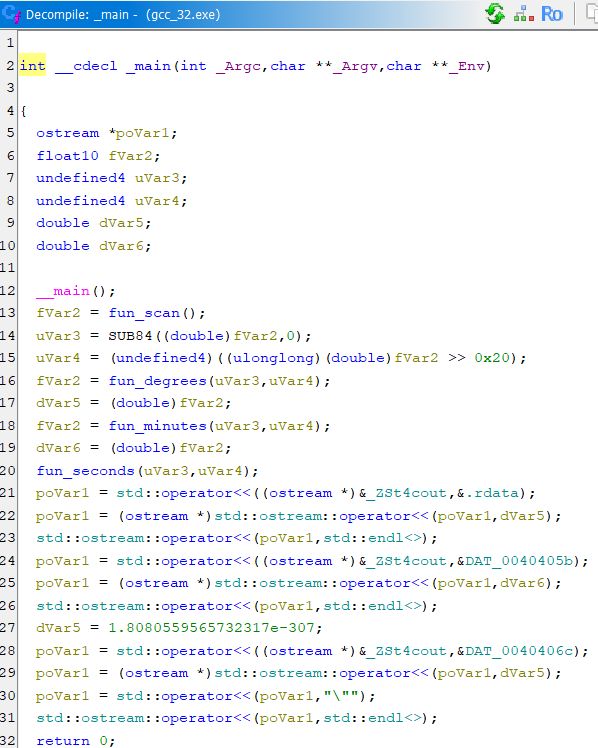 Decompile: _main - (gcc_32.exe)
Ro
1
2 int __cdecl _main(int _Argc,char **_Argv,char **_Env)
3
4 {
5 ostream *poVar1;
6 float10 fVar2;
7 undefined4 uVar3;
8 undefined4 uVar4;
9 double dVar5;
10 double dVar6;
11
12 __main();
13 fVar2 = fun_scan();
14 uVar3 = SUB84((double)fVar2,0);
15 uVar4 = (undefined4)((ulonglong)(double)fVar2 >> 0x20);
16 fVar2 = fun_degrees(uVar3,uVar4);
17 dVar5 = (double)fVar2;
18 fVar2 = fun_minutes(uVar3,uVar4);
19 dVar6 = (double)fVar2;
20 fun_seconds(uVar3,uVar4);
21 poVar1 = std::operator<<((ostream *)&_ZSt4cout,&.rdata);
22 poVar1 = (ostream *)std::ostream::operator<<(poVar1,dVar5);
23 std::ostream::operator<<(poVar1,std::endl<>);
24 poVar1 = std::operator<<((ostream *)&_ZSt4cout,&DAT_0040405b);
25 poVar1 = (ostream *)std::ostream::operator<<(poVar1,dVar6);
26 std::ostream::operator<<(poVar1,std::endl<>);
27 dVar5 = 1.8080559565732317e-307;
28 poVar1 = std::operator<<((ostream *)&_ZSt4cout,&DAT_0040406c);
29 poVar1 = (ostream *)std::ostream::operator<<(poVar1,dVar5);
30 poVar1 = std::operator<<(poVar1,"\"");
31 std::ostream::operator<<(poVar1,std::endl<>);
32 return 0;